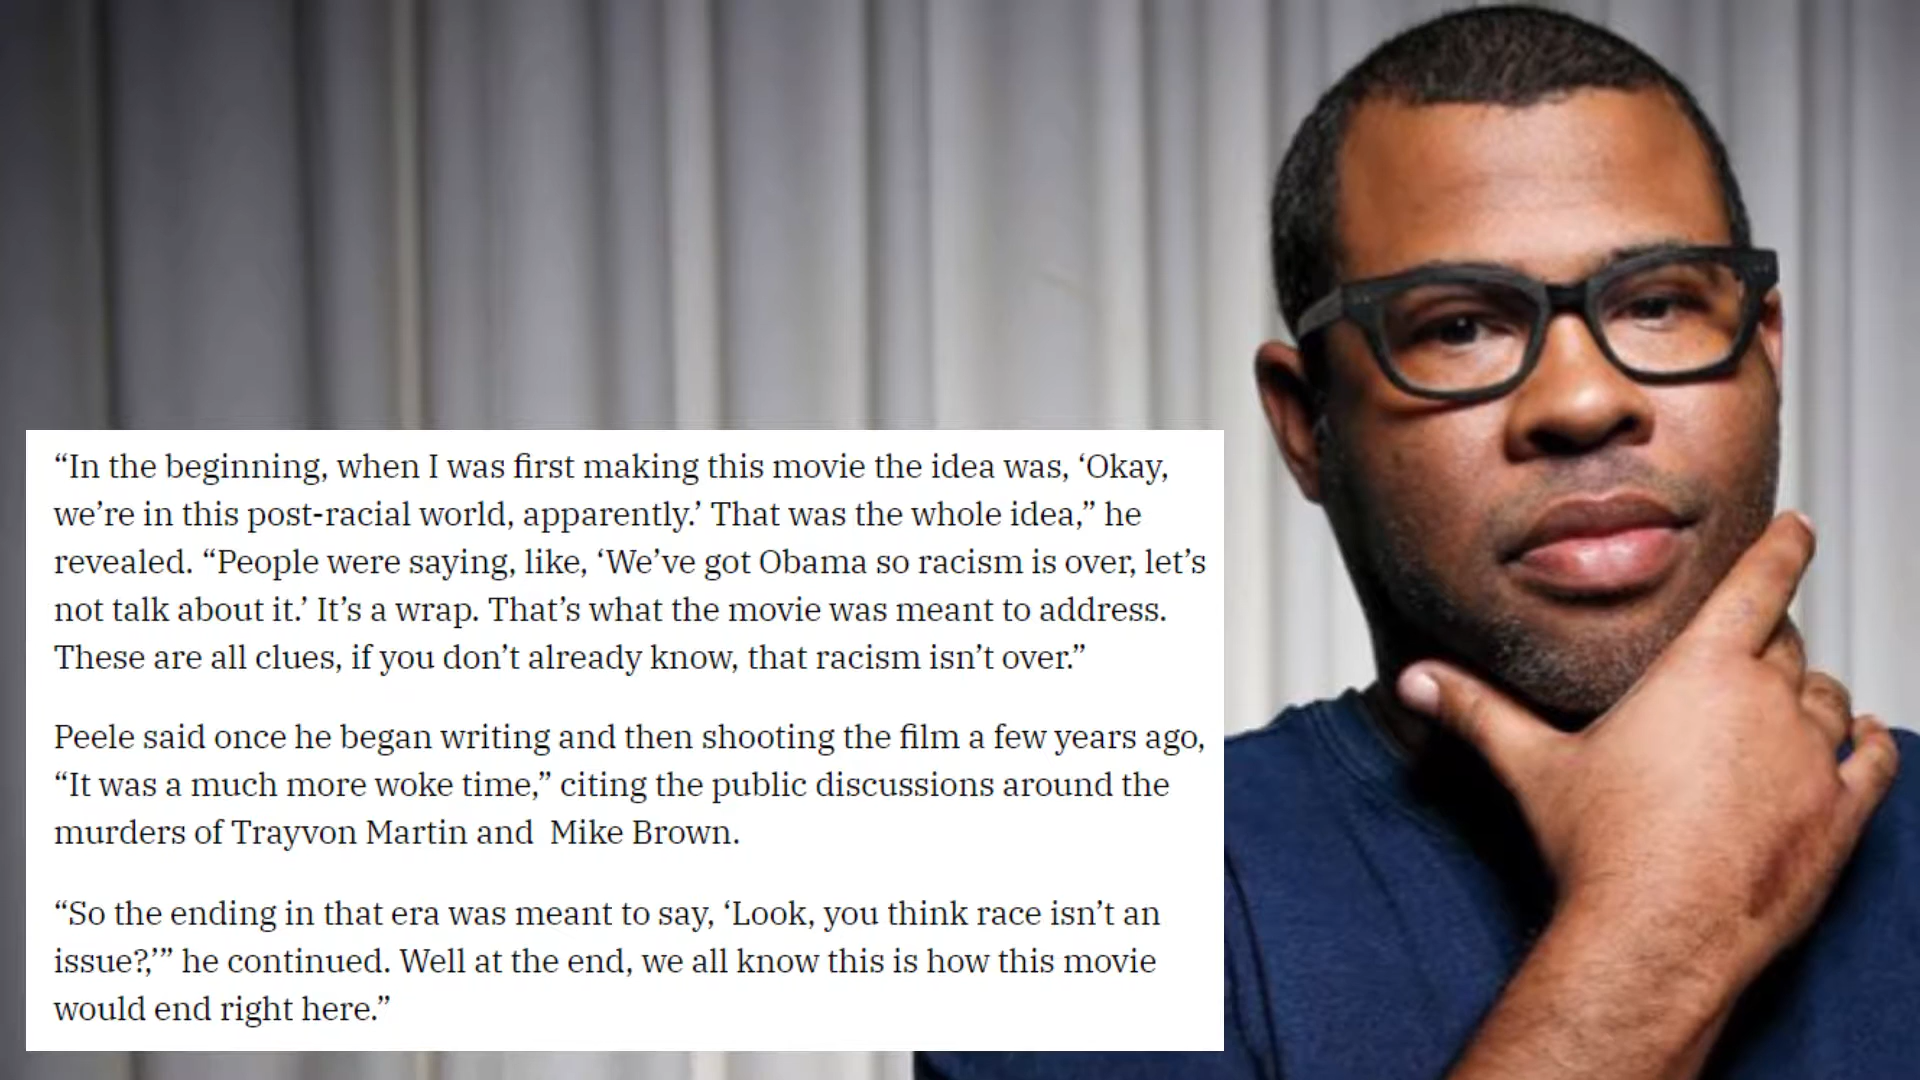 “In the beginning, when I was first making this movie the idea was, ‘Okay,
we’re in this post-racial world, apparently.’ That was the whole idea,” he
revealed. “People were saying, like, ‘We’ve got Obama so racism is over, let’s
not talk about it.’ It’s a wrap. That’s what the movie was meant to address.
These are all clues, if you don’t already know, that racism isn’t over.”
Peele said once he began writing and then shooting the film a few years ago,
“It was a much more woke time,” citing the public discussions around the
murders of Trayvon Martin and  Mike Brown.
“So the ending in that era was meant to say, ‘Look, you think race isn’t an
issue?,’” he continued. Well at the end, we all know this is how this movie
would end right here.”